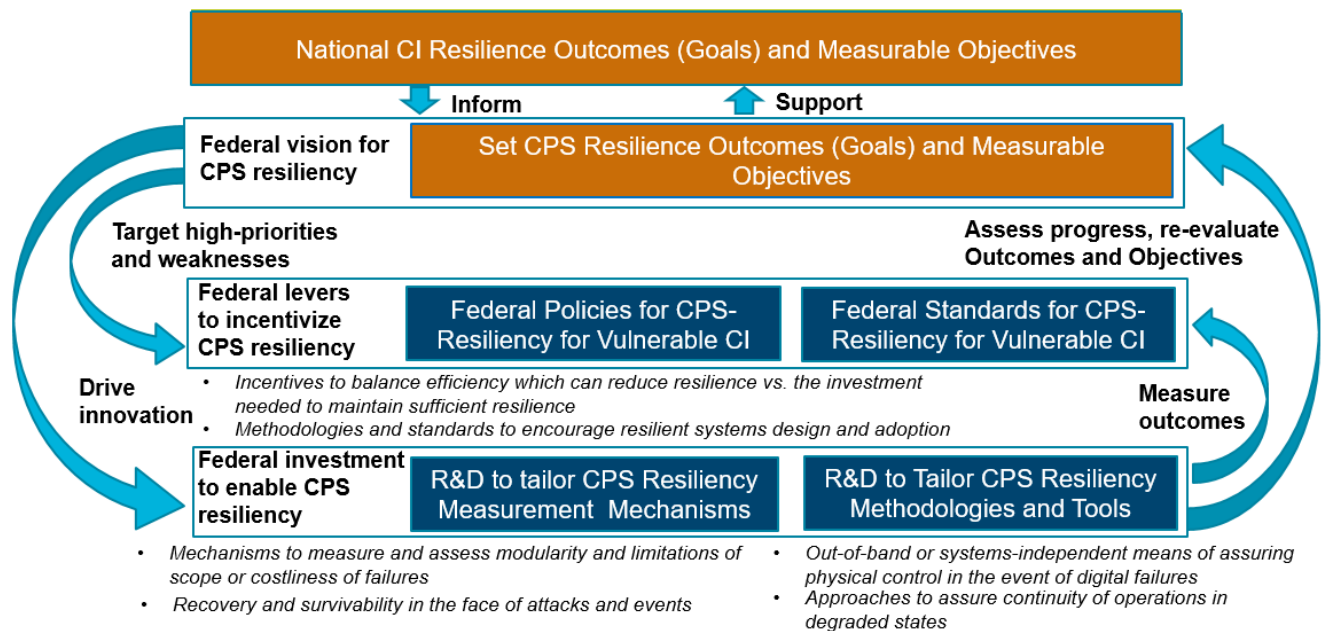 National CI Resilience Outcomes (Goals) and Measurable Objectives
Inform
Support
Federal vision for
CPS resiliency
Set CPS Resilience Outcomes (Goals) and Measurable
Objectives
Target high-priorities
and weaknesses
Assess progress, re-evaluate
Outcomes and Objectives
Federal levers
to incentivize
CPS resiliency
Federal Policies for CPS-
Resiliency for Vulnerable CI
Federal Standards for CPS-
Resiliency for Vulnerable CI
Drive
innovation
• Incentives to balance efficiency which can reduce resilience vs. the investment
needed to maintain sufficient resilience
• Methodologies and standards to encourage resilient systems design and adoption
Measure
outcomes
Federal investment
to enable CPS
resiliency
R&D to tailor CPS Resiliency
Measurement Mechanisms
R&D to Tailor CPS Resiliency
Methodologies and Tools
• Mechanisms to measure and assess modularity and limitations of
scope or costliness of failures
• Recovery and survivability in the face of attacks and events
• Out-of-band or systems-independent means of assuring
physical control in the event of digital failures
• Approaches to assure continuity of operations in
degraded states